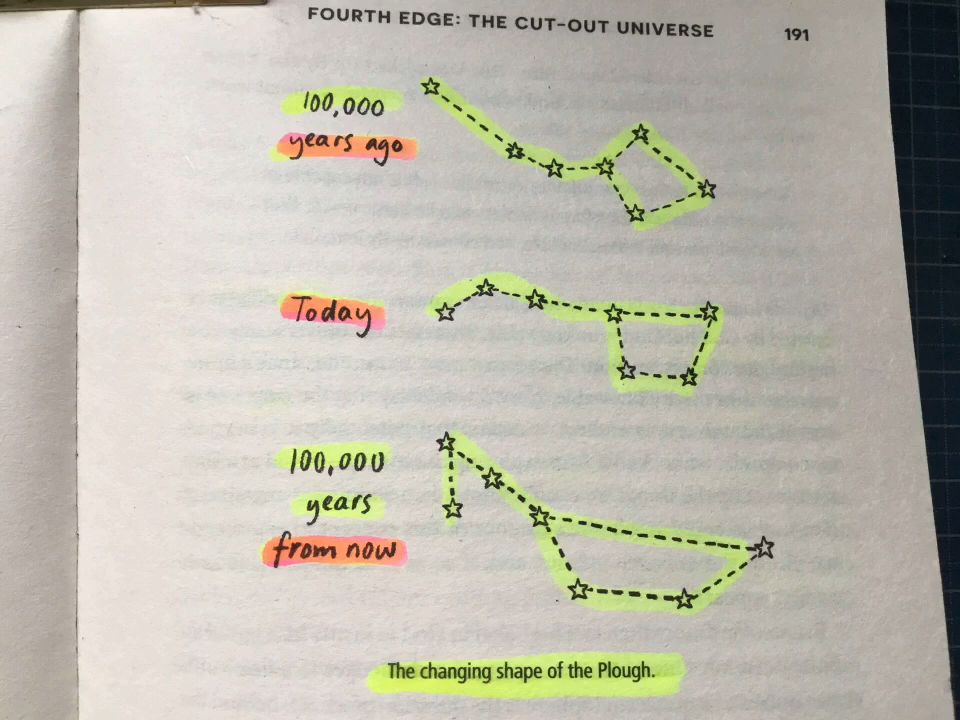 FOURTH EDGE: THE CUT-OUT UNIVERSE 191
100,000
years ago
Today
100,000
years
from now
The changing shape of the Plough.